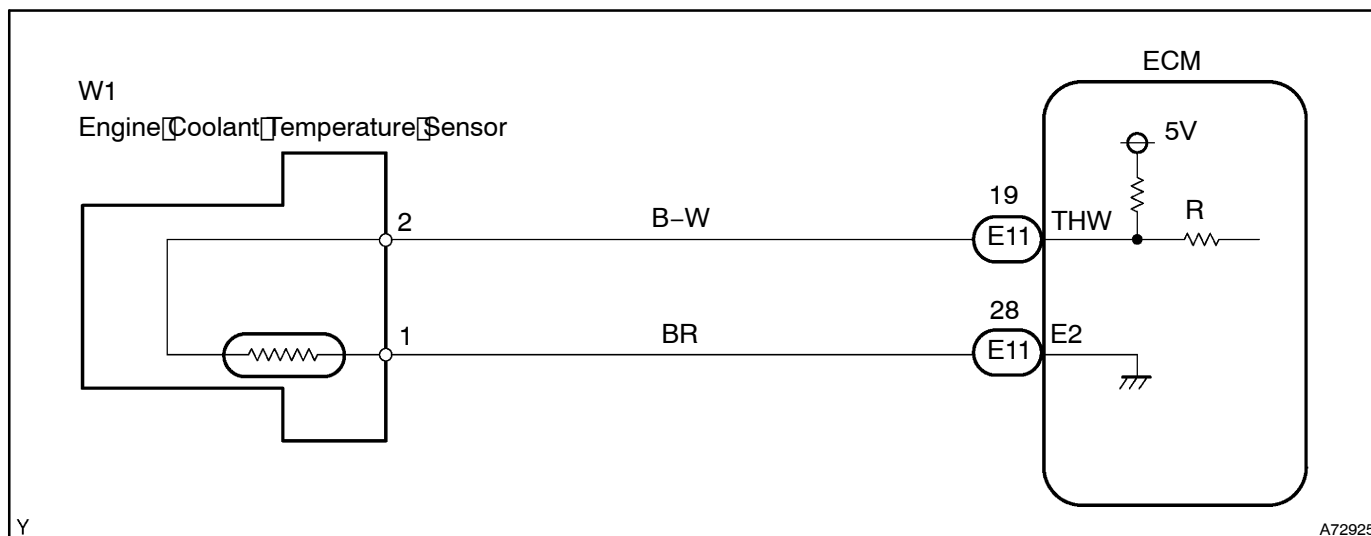 ECM
W1
Engine Coolant Temperature Sensor
5V
19
2
B−W
E11
THW
R
28
1
BR
E11
E2
Y
A72925